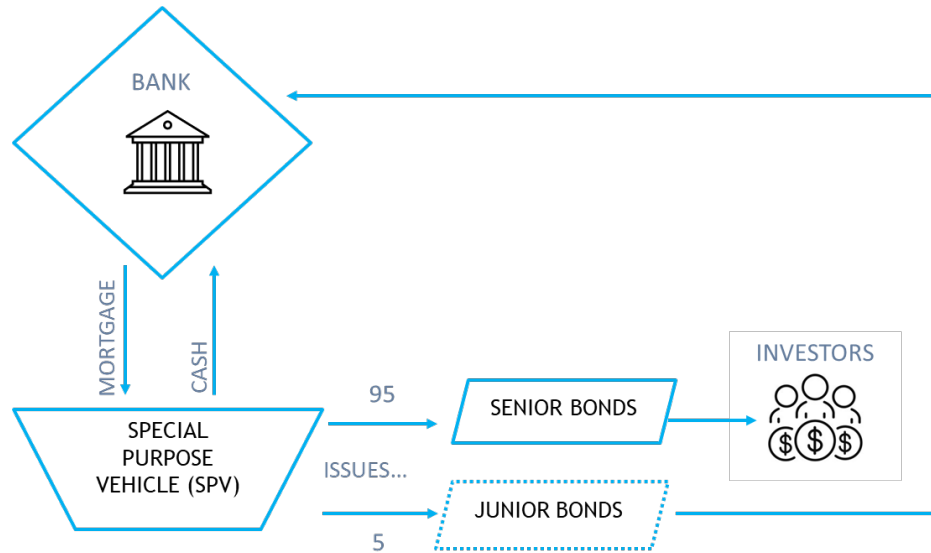 BANK
MORTGAGE
CASH
SPECIAL
PURPOSE
VEHICLE (SPV)
95
ISSUES...
5
SENIOR BONDS
JUNIOR BONDS
INVESTORS
$ $ $